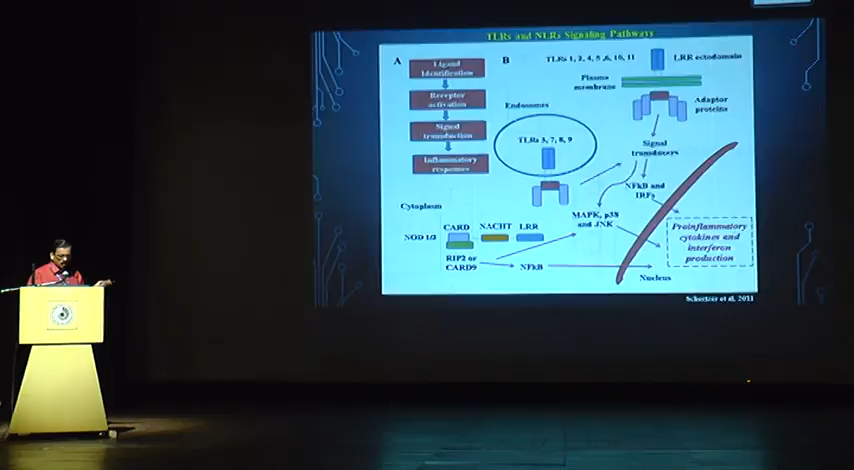 TLRs and NLRs Signaling Pathways
A
Ligand
identification
Receptor
activation
Signal
transduction
Inflammatory
responses
B
TLRs 1, 2, 4, 5 ,6, 10, 11
LRR ectodomain
Plasma
membrane
Adaptor
proteins
Endosomes
TLRs 3, 7, 8, 9
Signal
transducers
NFkB and
IRFs
MAPK, p38
and JNK
Proinflammatory
cytokines and
interferon
production
Cytoplasm
CARD NACHT LRR
NOD 1/2
RIP2 or
CARD9
NFkB
Nucleus
Schertzer et al, 2011